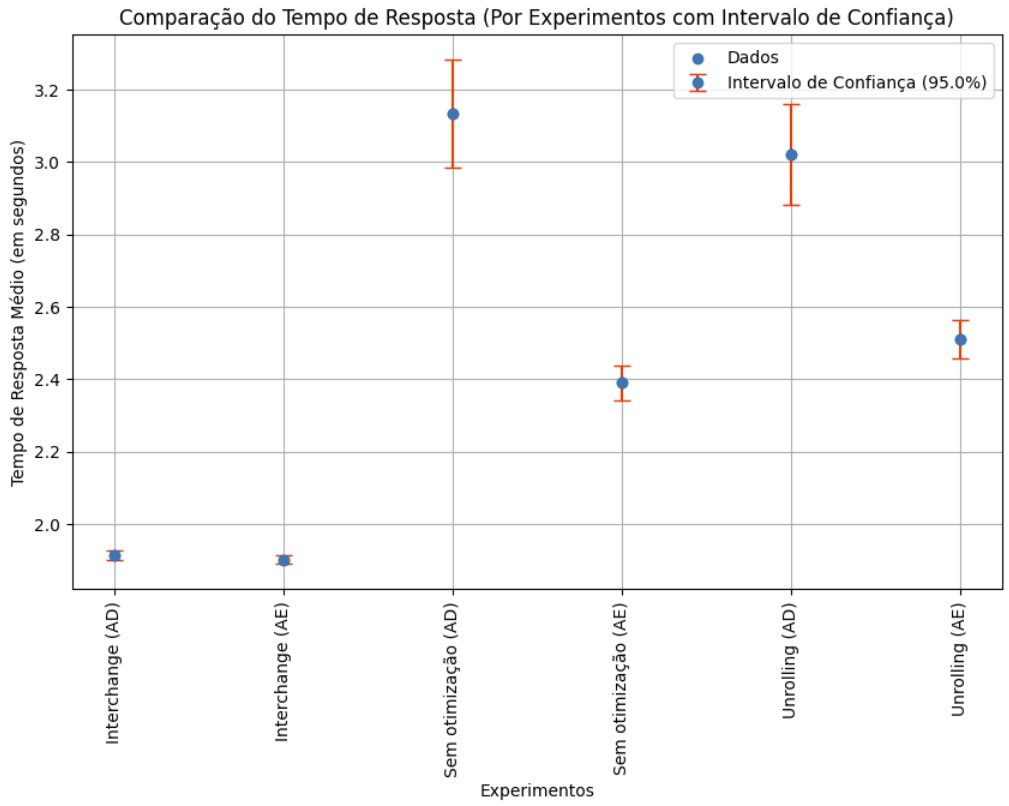 Comparação do Tempo de Resposta (Por Experimentos com Intervalo de Confiança)
Dados
Intervalo de Confiança (95.0%)
Tempo de Resposta Médio (em segundos)
3.2
3.0
2.8
2.6
2.4
2.2
2.0
Interchange (AD)
Interchange (AE)
Sem otimização (AD)
Sem otimização (AE)
Unrolling (AD)
Unrolling (AE)
Experimentos